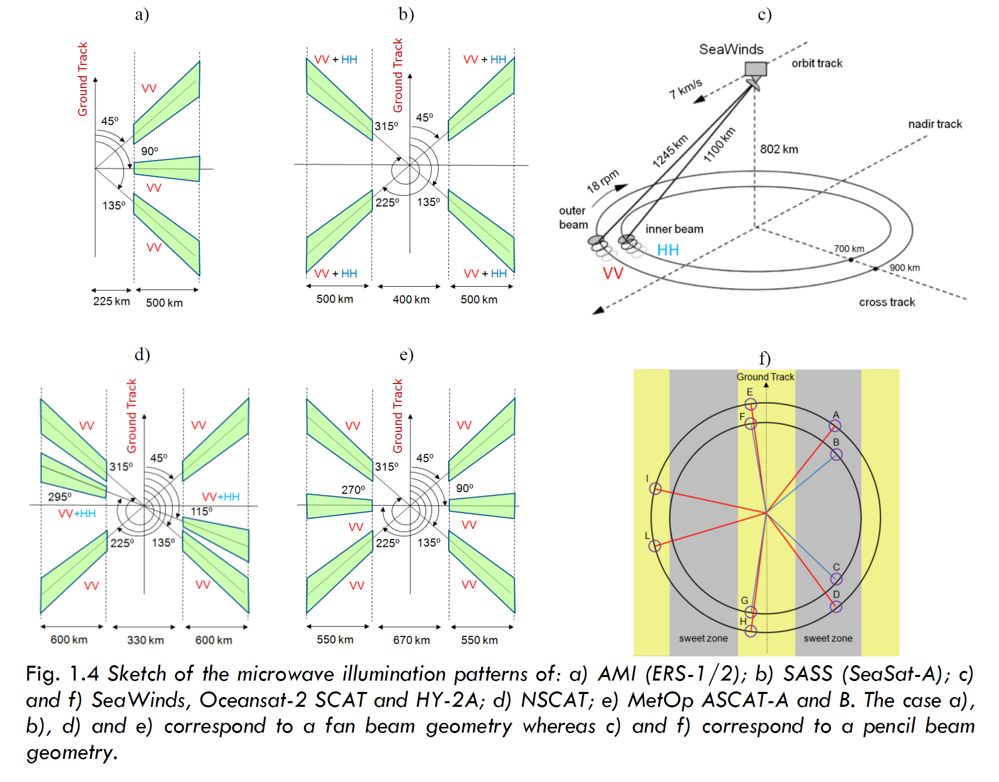 a)
Ground Track
VV
45º
90º
VV
135º
VV
225 km
500 km
b)
Ground Track
VV + HH
VV + HH
315º
45º
225º
135º
VV + HH
VV + HH
500 km
400 km
500 km
c)
SeaWinds
orbit track
7 km/s
nadir track
1245 km
1100 km
802 km
18 rpm
outer
beam
inner beam
HH
VV
700 km
900 km
cross track
d)
Ground Track
VV
VV
315º
45º
295º
VV+HH
VV+HH
115º
225º
135º
VV
VV
600 km
330 km
600 km
e)
Ground Track
VV
VV
315º
45º
270º
90º
VV
VV
225º
135º
VV
VV
550 km
670 km
550 km
f)
Ground Track
E
F
A
B
I
L
C
D
G
H
sweet zone
sweet zone
Fig. 1.4 Sketch of the microwave illumination patterns of: a) AMI (ERS-1/2); b) SASS (SeaSat-A); c)
and f) SeaWinds, Oceansat-2 SCAT and HY-2A; d) NSCAT; e) MetOp ASCAT-A and B. The case a),
b), d) and e) correspond to a fan beam geometry whereas c) and f) correspond to a pencil beam
geometry.